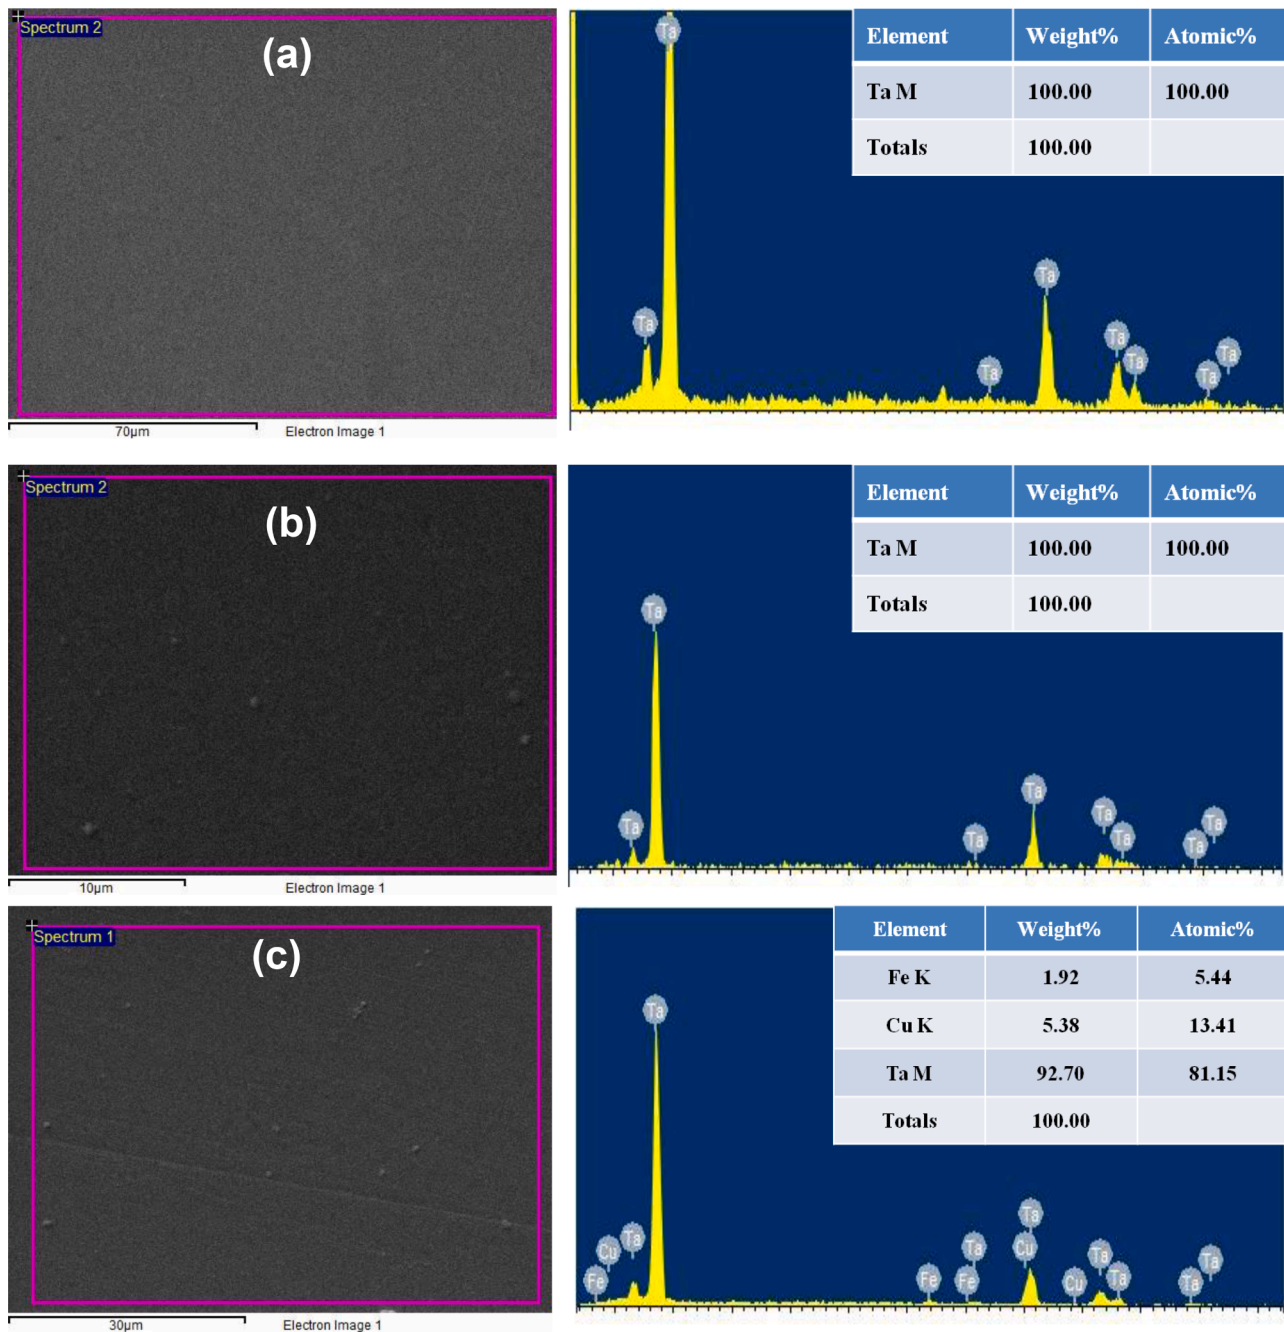 Spectrum 2
(a)
70µm
Electron Image 1
Ta
Ta
Ta
Ta
Ta
Ta
Ta
Ta
Element Weight% Atomic%
Ta M 100.00 100.00
Totals 100.00
Spectrum 2
(b)
10µm
Electron Image 1
Ta
Ta
Ta
Ta
Ta
Ta
Ta
Ta
Element Weight% Atomic%
Ta M 100.00 100.00
Totals 100.00
Spectrum 1
(c)
30µm
Electron Image 1
Fe
Cu
Ta
Ta
Fe
Fe
Ta
Cu
Ta
Cu
Ta
Ta
Ta
Ta
Element Weight% Atomic%
Fe K 1.92 5.44
Cu K 5.38 13.41
Ta M 92.70 81.15
Totals 100.00